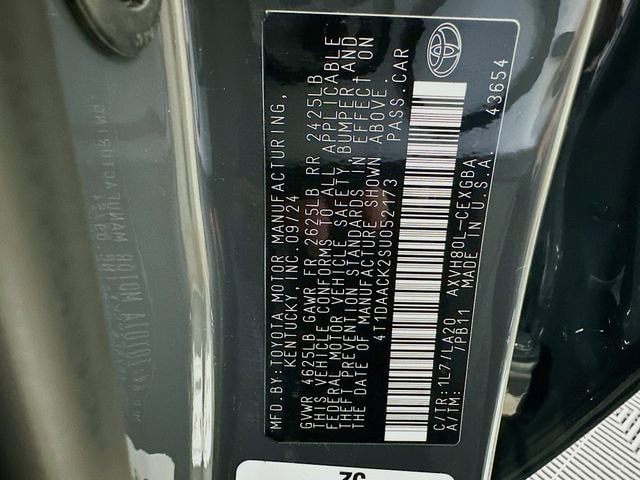 MFD. BY: TOYOTA MOTOR MANUFACTURING,
KENTUCKY, INC. 09/24
GVWR 4625LB GAWR FR 2625LB RR 2425LB
THIS VEHICLE CONFORMS TO ALL APPLICABLE
FEDERAL MOTOR VEHICLE SAFETY, BUMPER, AND
THEFT PREVENTION STANDARDS IN EFFECT ON
THE DATE OF MANUFACTURE SHOWN ABOVE.
4T1DAACK2SU052173 PASS.CAR
C/TR: 1L7/LA20 AXVH80L-CEXGBA
A/TM: 7PB11 MADE IN U.S.A. 43654